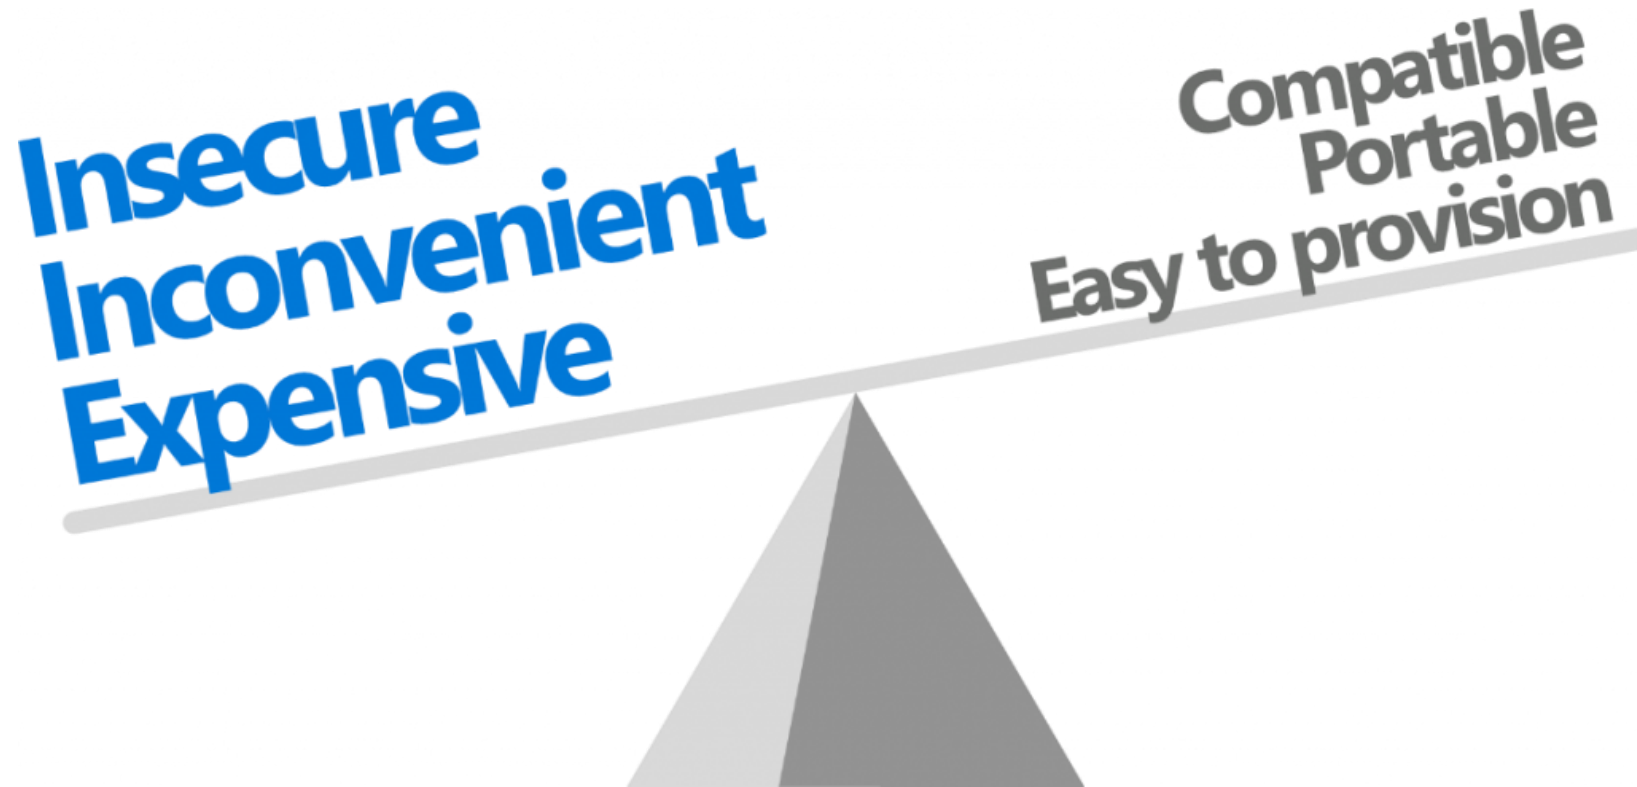 Insecure
Inconvenient
Expensive
Compatible
Portable
Easy to provision